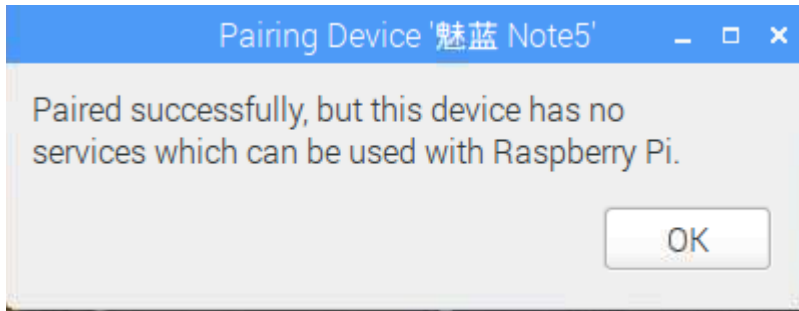 Pairing Device '魅蓝 Note5'
Paired successfully, but this device has no
services which can be used with Raspberry Pi.
OK